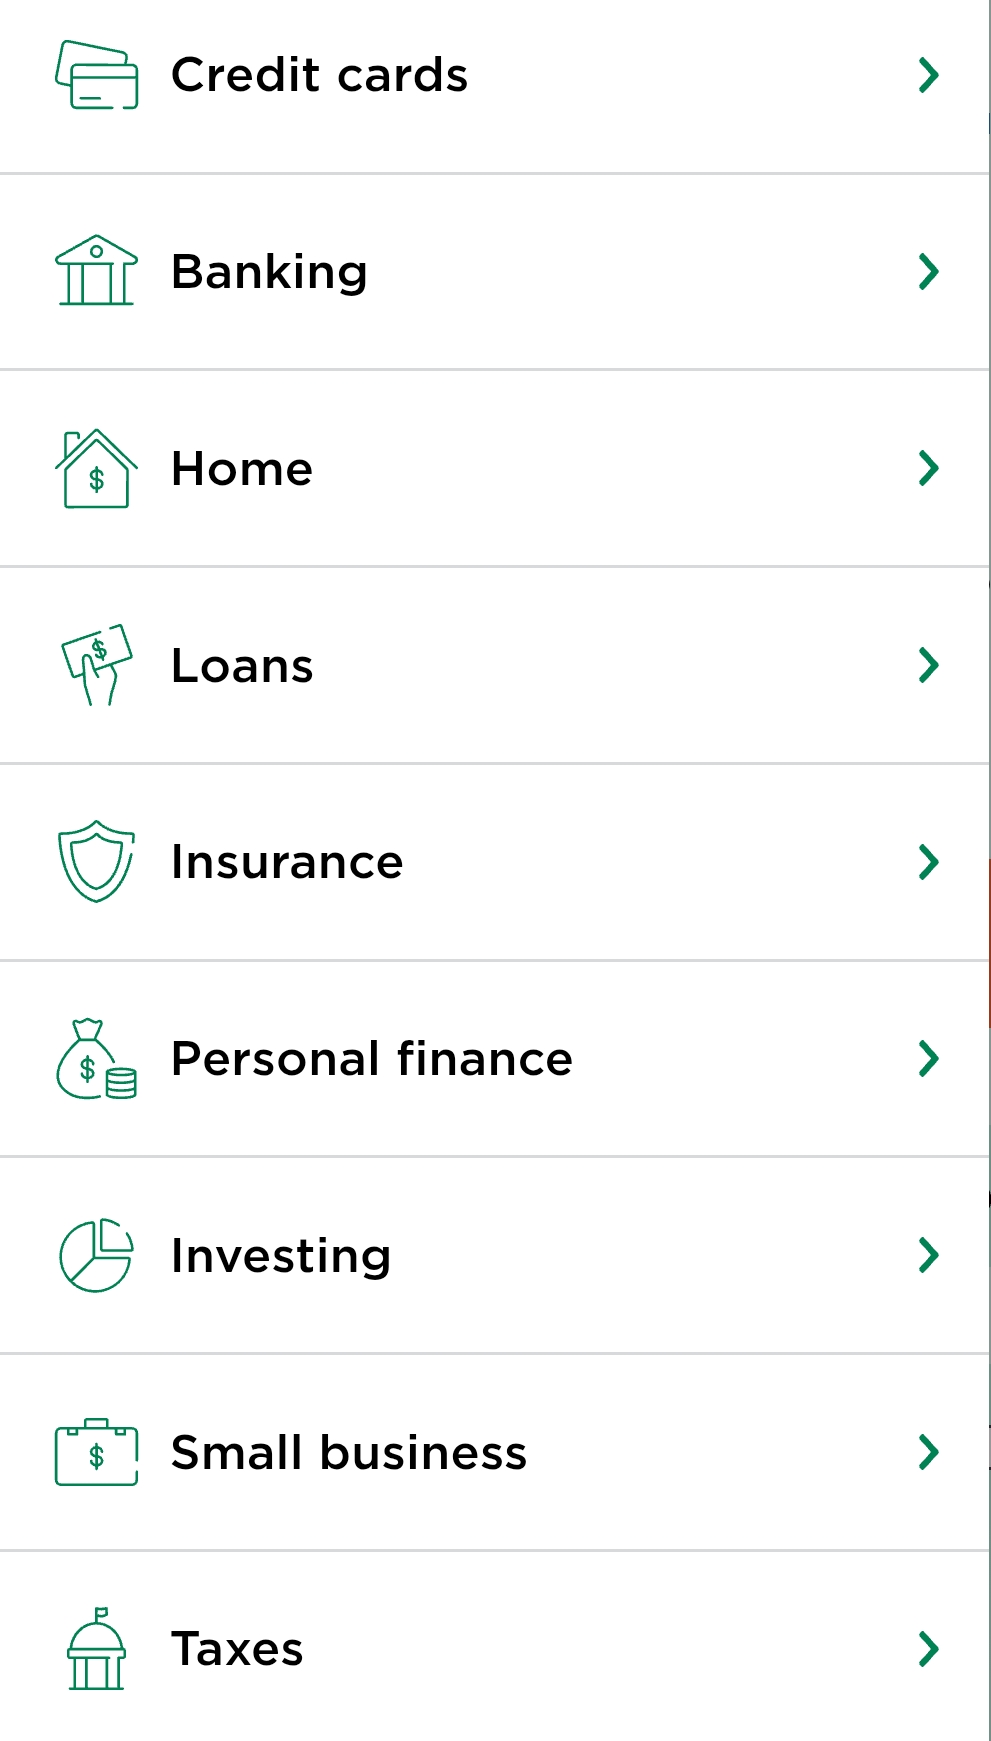 Credit cards
Banking
$ Home
$ Loans
Insurance
$ Personal finance
Investing
$ Small business
Taxes